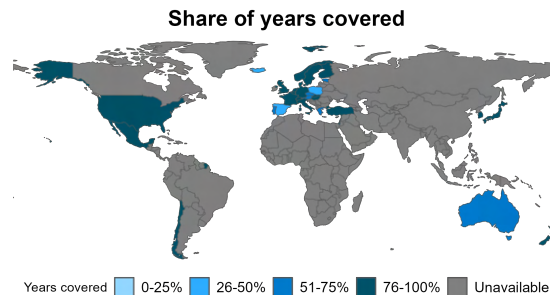 Share of years covered
Years covered 0-25% 26-50% 51-75% 76-100% Unavailable